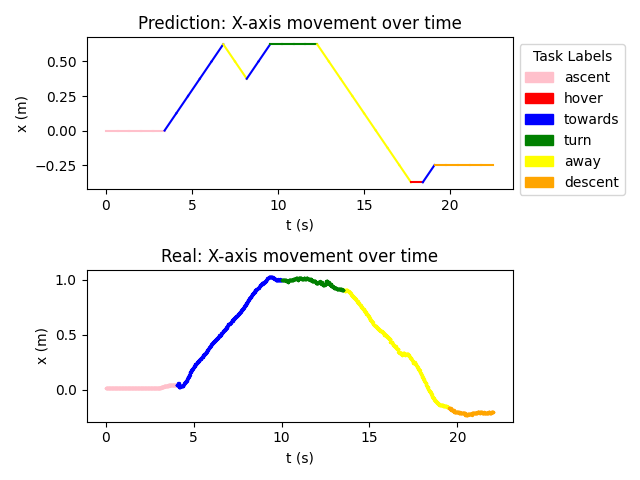 Prediction: X-axis movement over time
0.50
0.25
0.00
−0.25
x (m)
0 5 10 15 20
t (s)
Task Labels
ascent
hover
towards
turn
away
descent
Real: X-axis movement over time
1.0
0.5
0.0
x (m)
0 5 10 15 20
t (s)